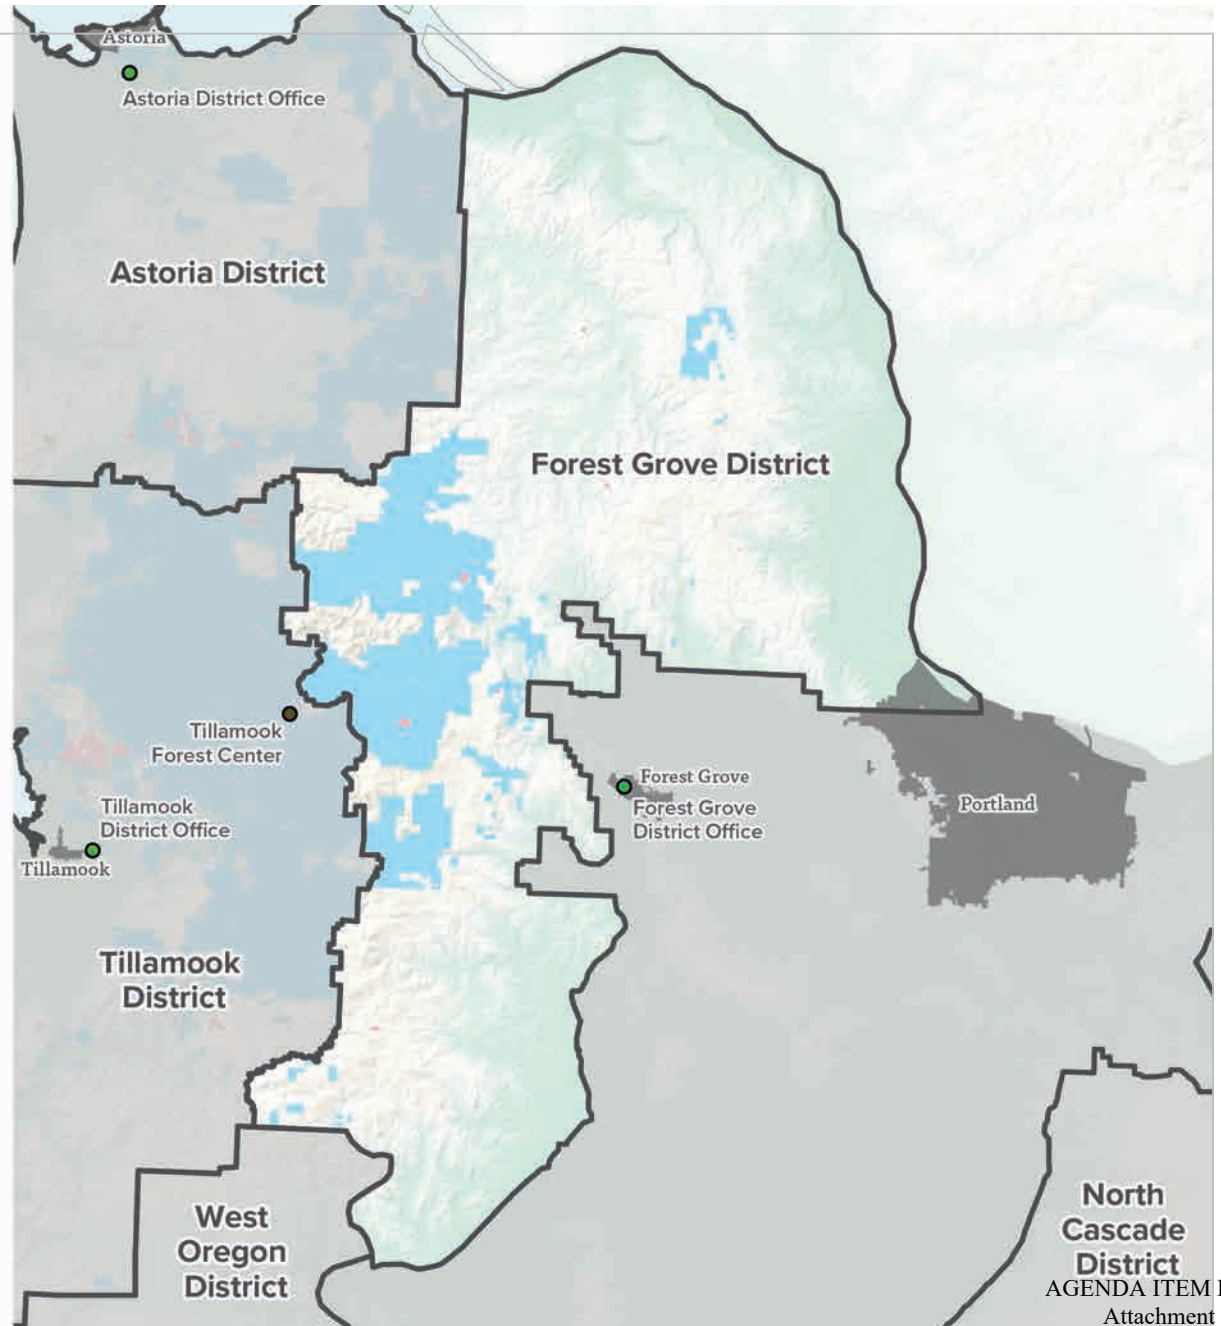 Astoria
Astoria District Office
Astoria District
Forest Grove District
Tillamook
Forest Center
Forest Grove
Forest Grove
District Office
Portland
Tillamook
District Office
Tillamook
Tillamook
District
West
Oregon
District
North
Cascade
District
AGENDA ITEM
Attachment